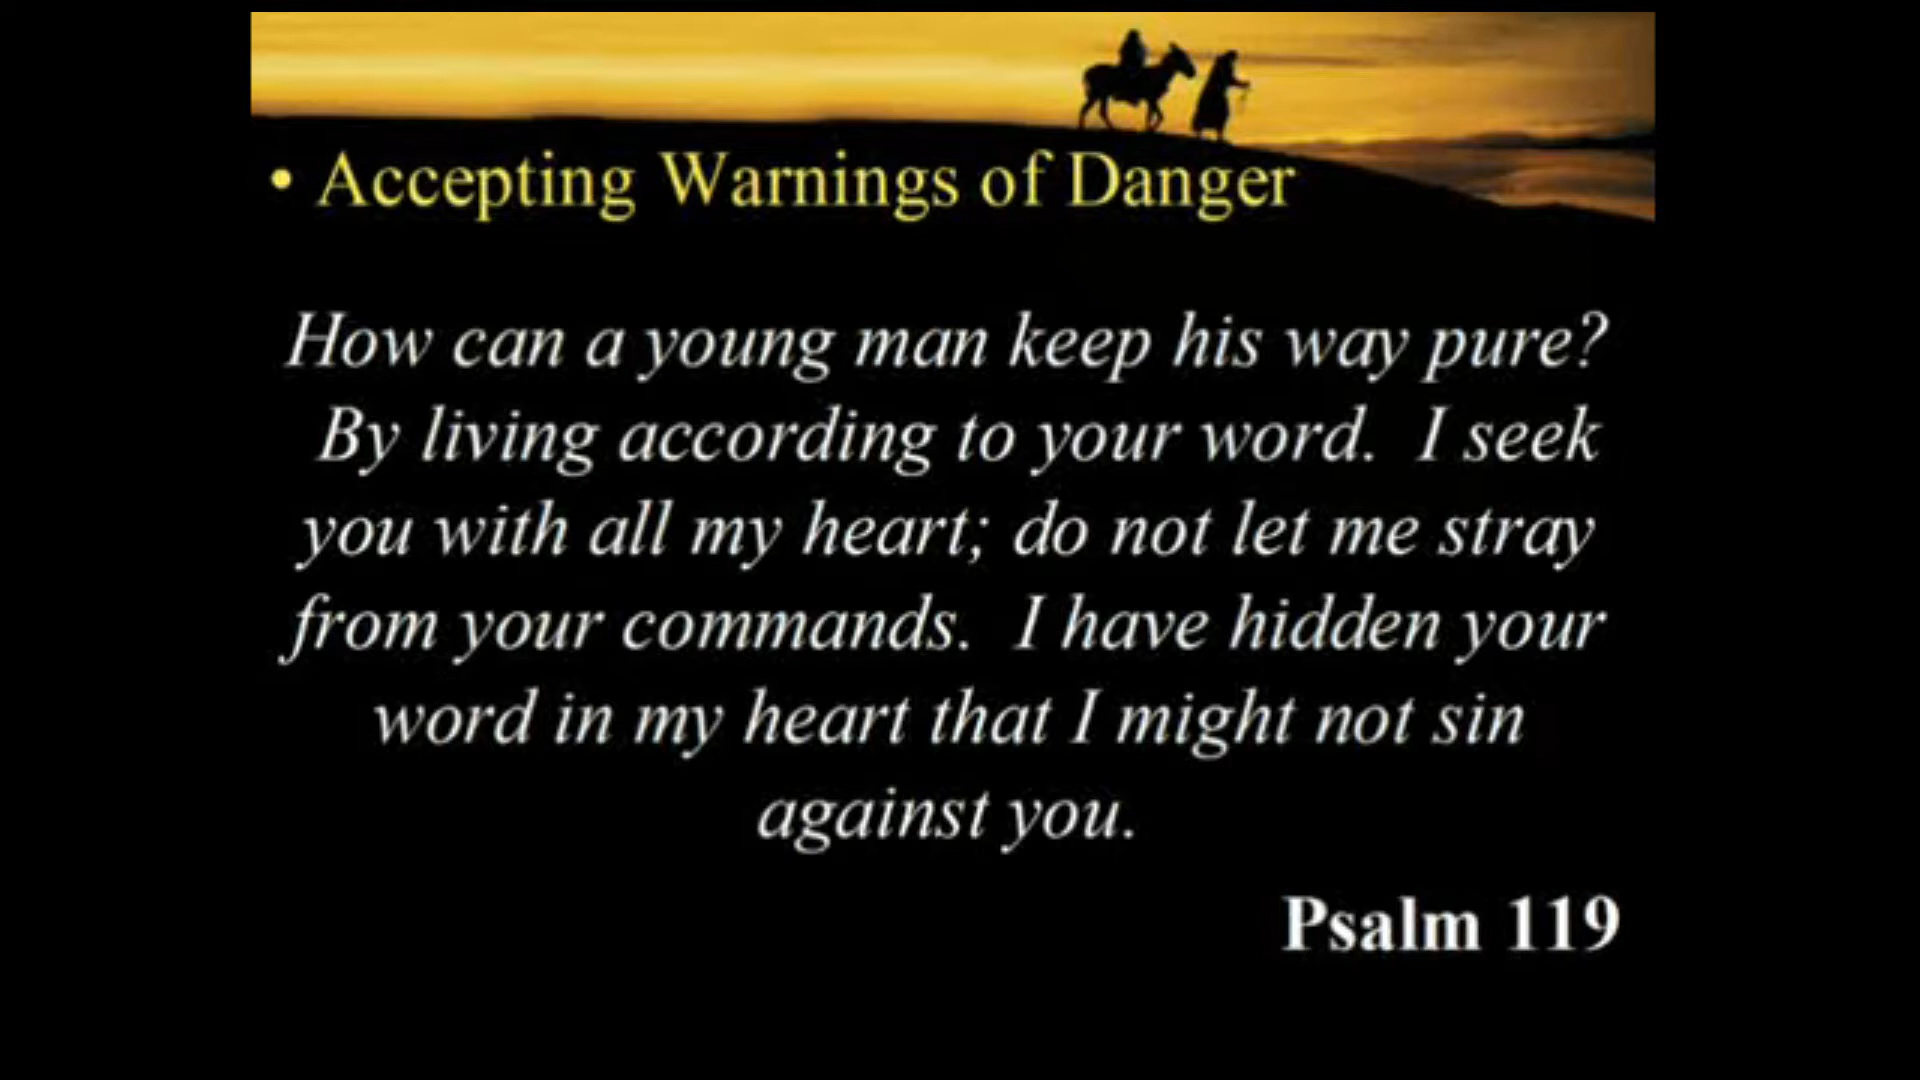 • Accepting Warnings of Danger
How can a young man keep his way pure?
By living according to your word. I seek
you with all my heart; do not let me stray
from your commands. I have hidden your
word in my heart that I might not sin
against you.
Psalm 119